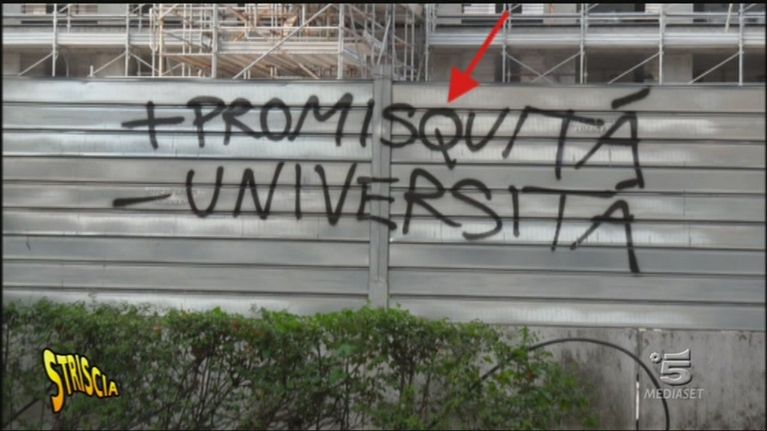 +PROMISQUITÁ
-UNIVERSITÁ
STRISCIA
5
MEDIASET